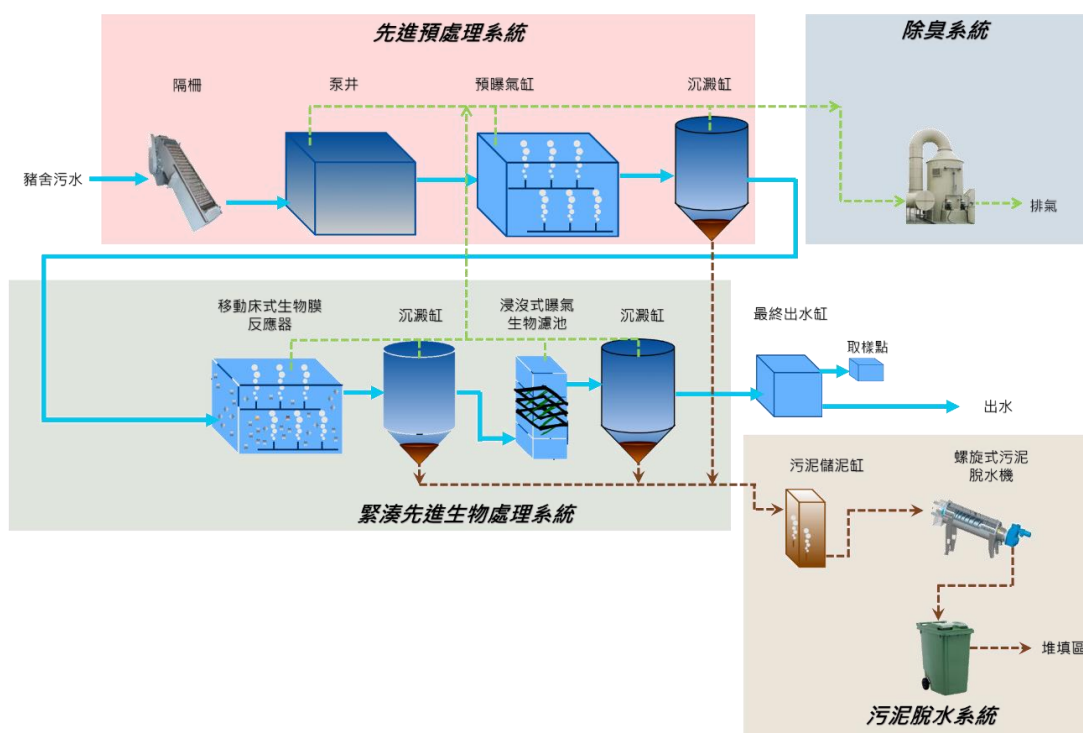 先進預處理系統
除臭系統
隔柵
泵井
預曝氣缸
沉澱缸
豬舍污水
排氣
移動床式生物膜
反應器
沉澱缸
浸沒式曝氣
生物濾池
沉澱缸
最終出水缸
取樣點
出水
緊湊先進生物處理系統
污泥儲泥缸
螺旋式污泥
脫水機
堆填區
污泥脫水系統